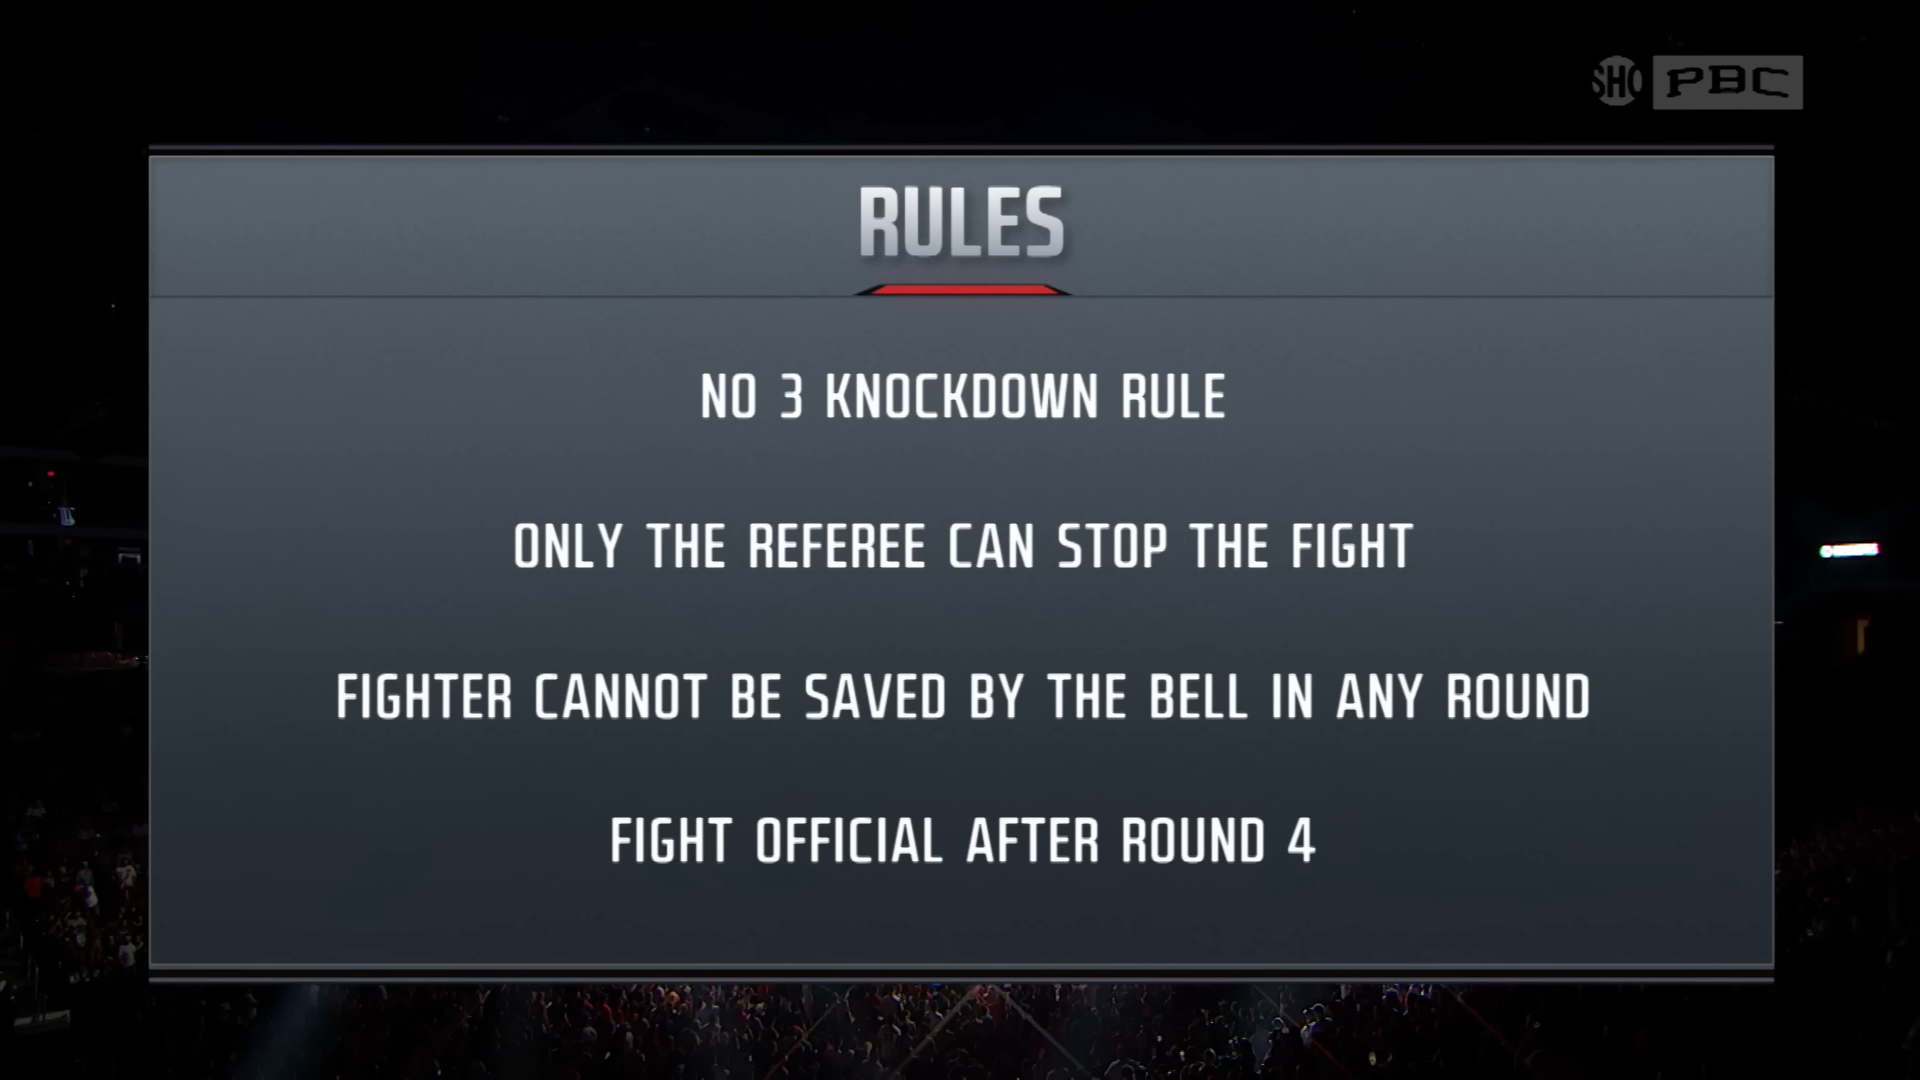 SHO PBC
RULES
NO 3 KNOCKDOWN RULE
ONLY THE REFEREE CAN STOP THE FIGHT
FIGHTER CANNOT BE SAVED BY THE BELL IN ANY ROUND
FIGHT OFFICIAL AFTER ROUND 4